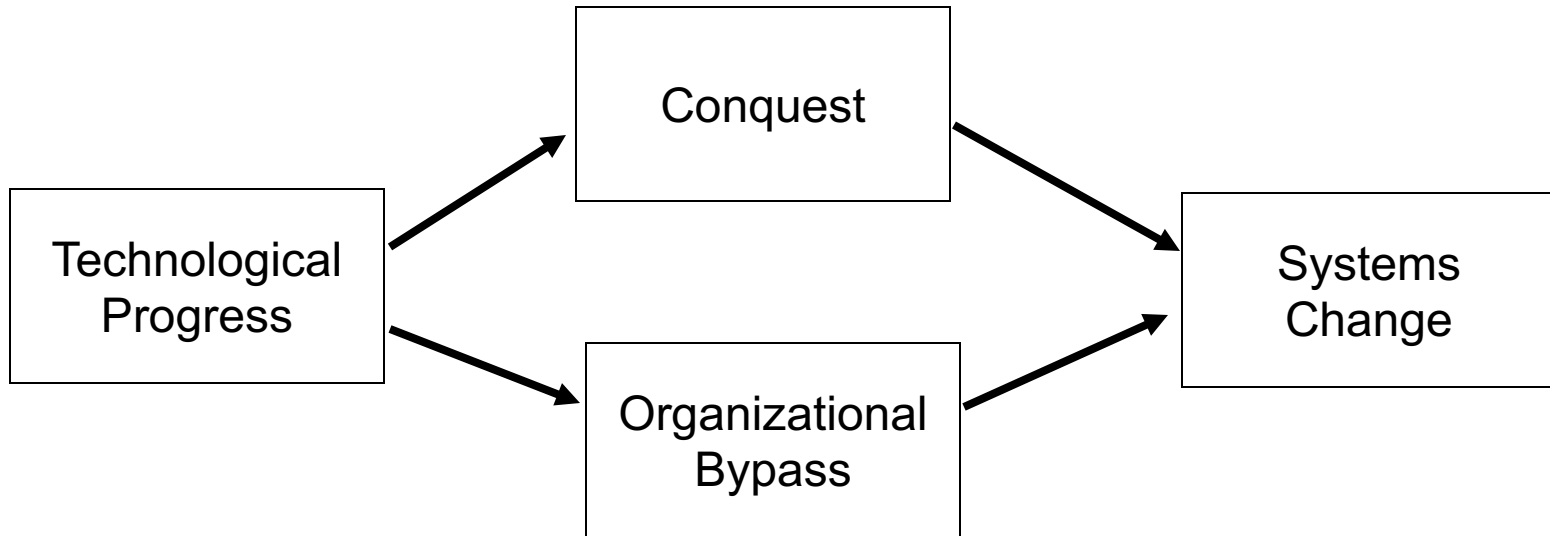 Conquest
Technological
Progress
Systems
Change
Organizational
Bypass